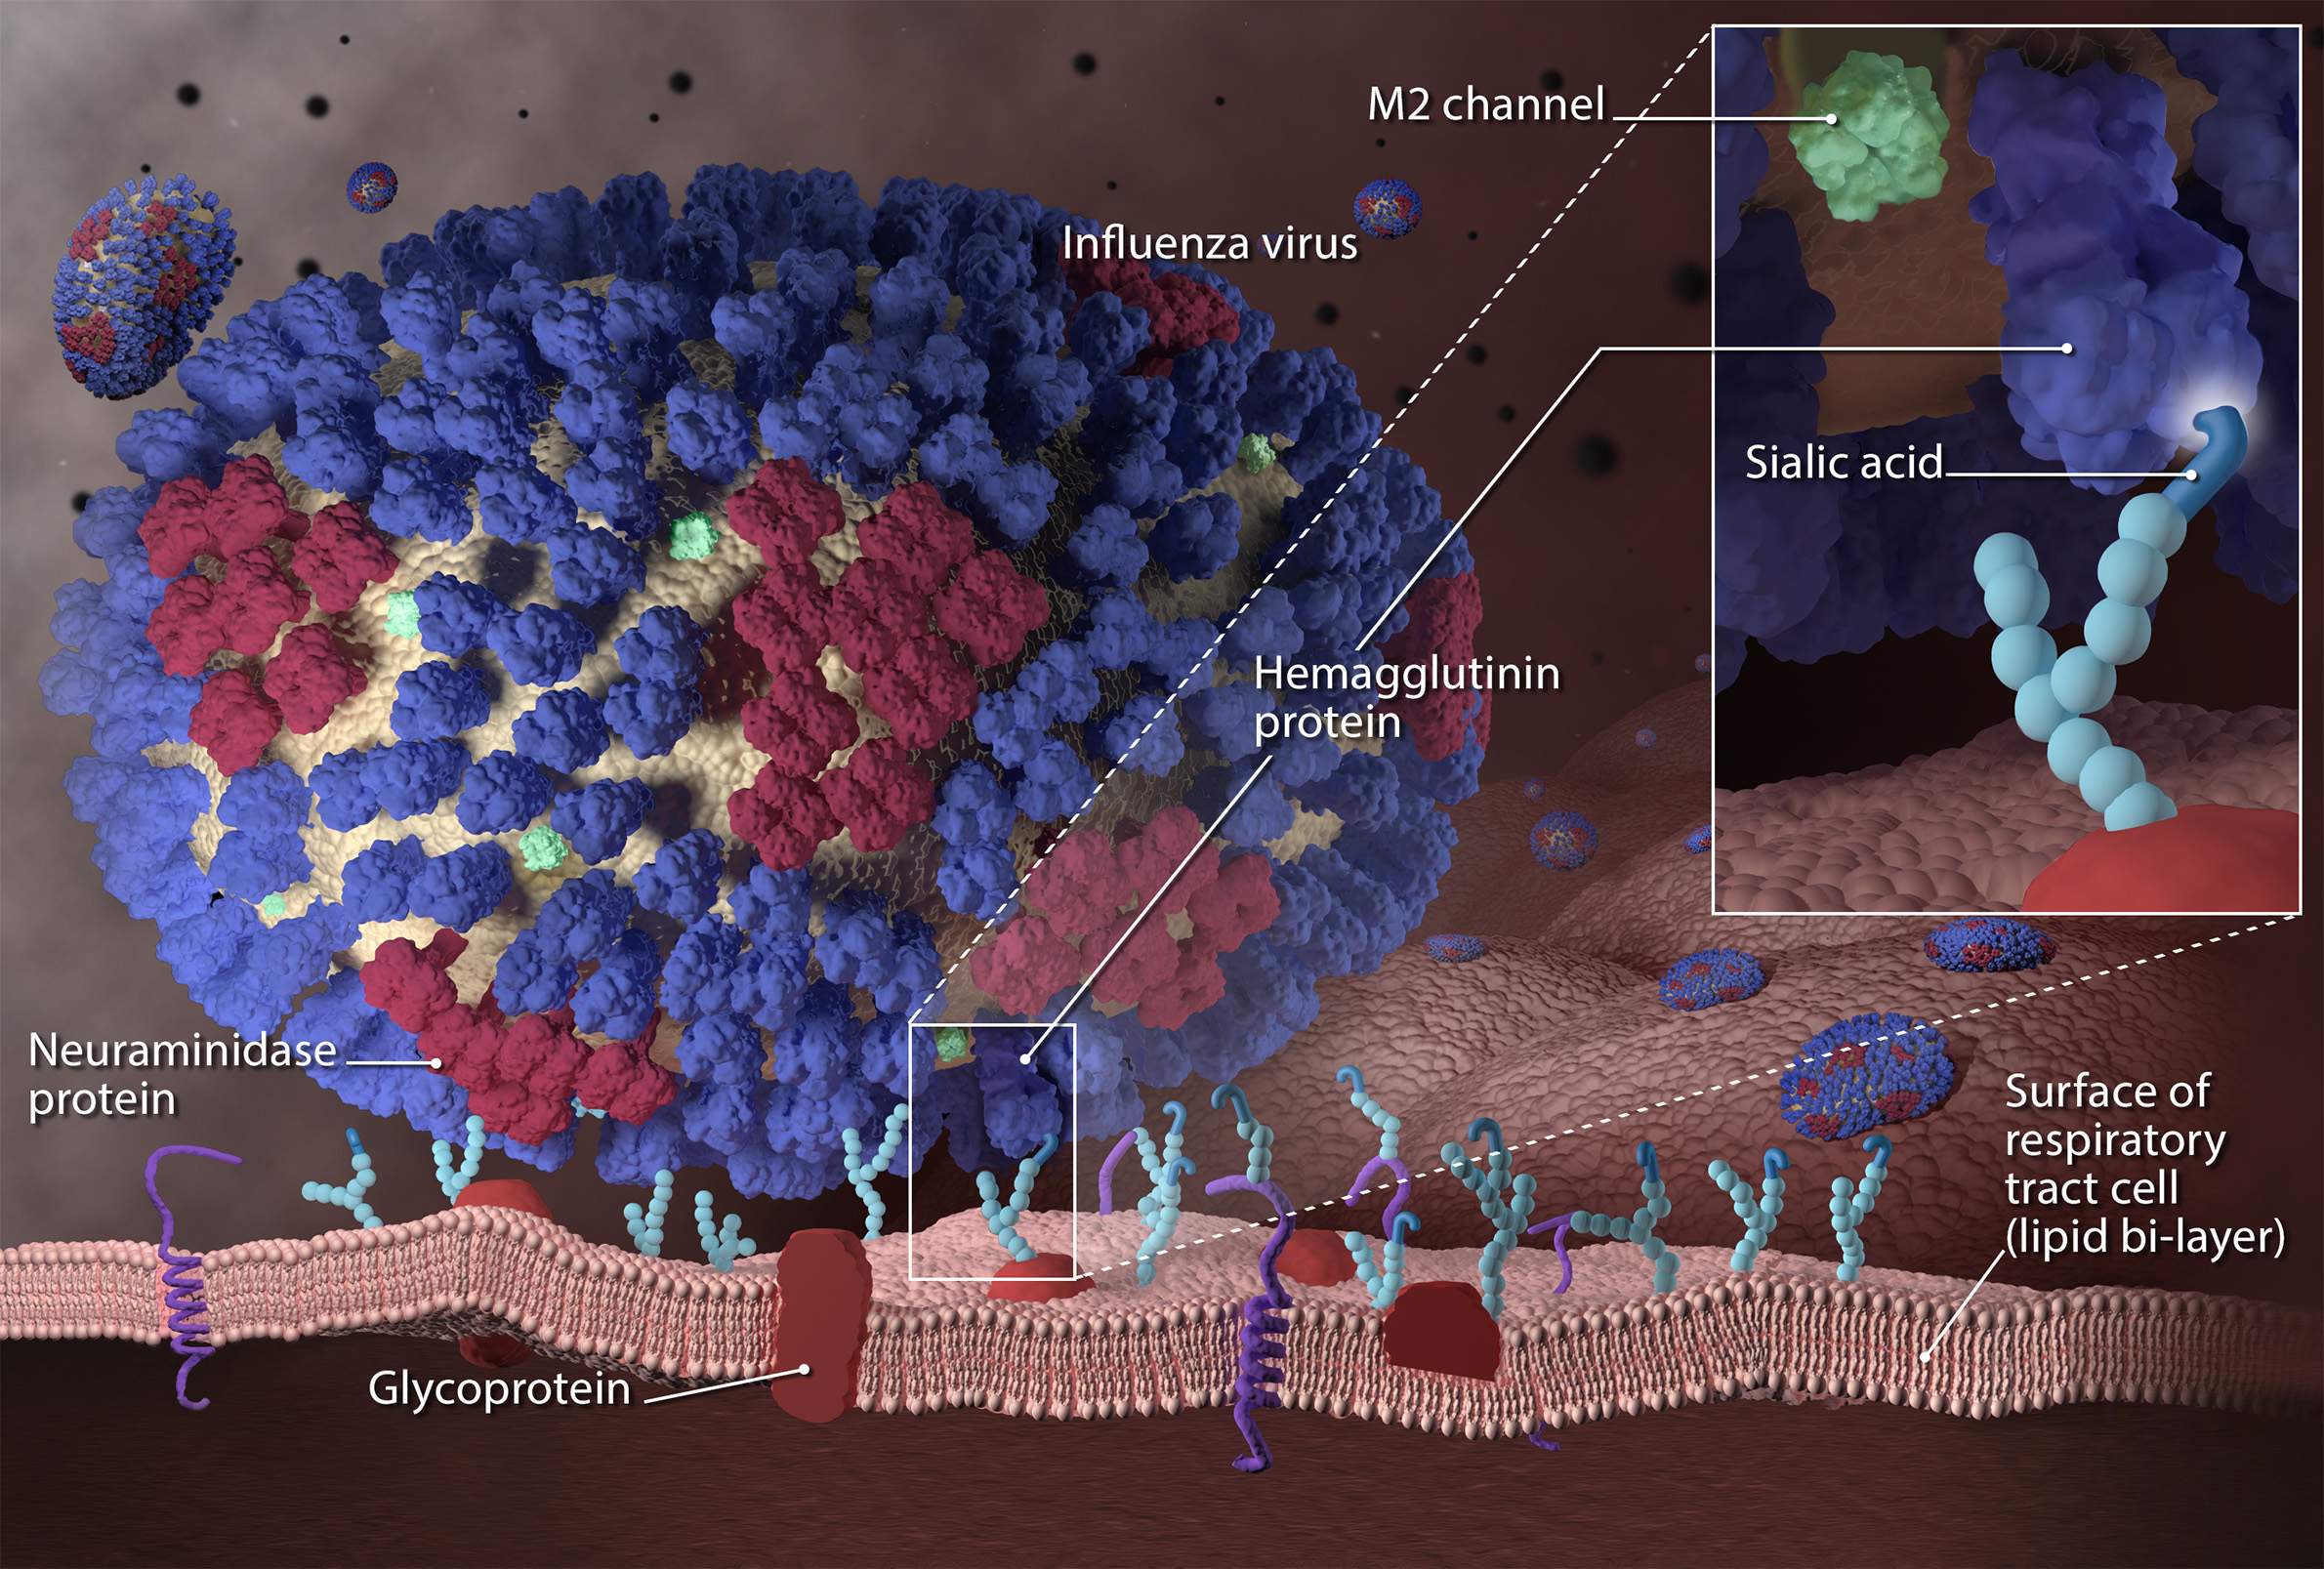 M2 channel
Influenza virus
Sialic acid
Hemagglutinin
protein
Neuraminidase
protein
Surface of
respiratory
tract cell
(lipid bi-layer)
Glycoprotein